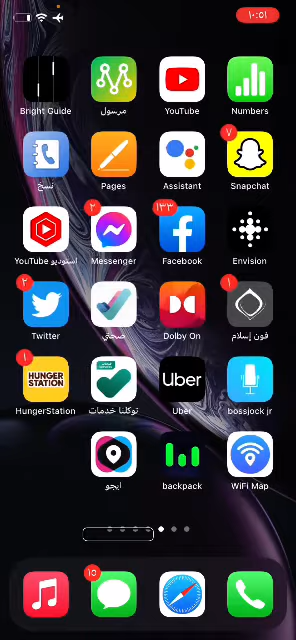 ١٠:٥١
Numbers
YouTube
مرسول
Bright Guide
٧
Snapchat
Assistant
Pages
نسخ
Envision
١٣٣
Facebook
٢
Messenger
استوديو YouTube
١
فون إسلام
Dolby On
صحتي
٢
Twitter
bossjock jr
Uber
Uber
توكلنا خدمات
١
HUNGER
STATION
HungerStation
WiFi Map
backpack
ايجو
١٥